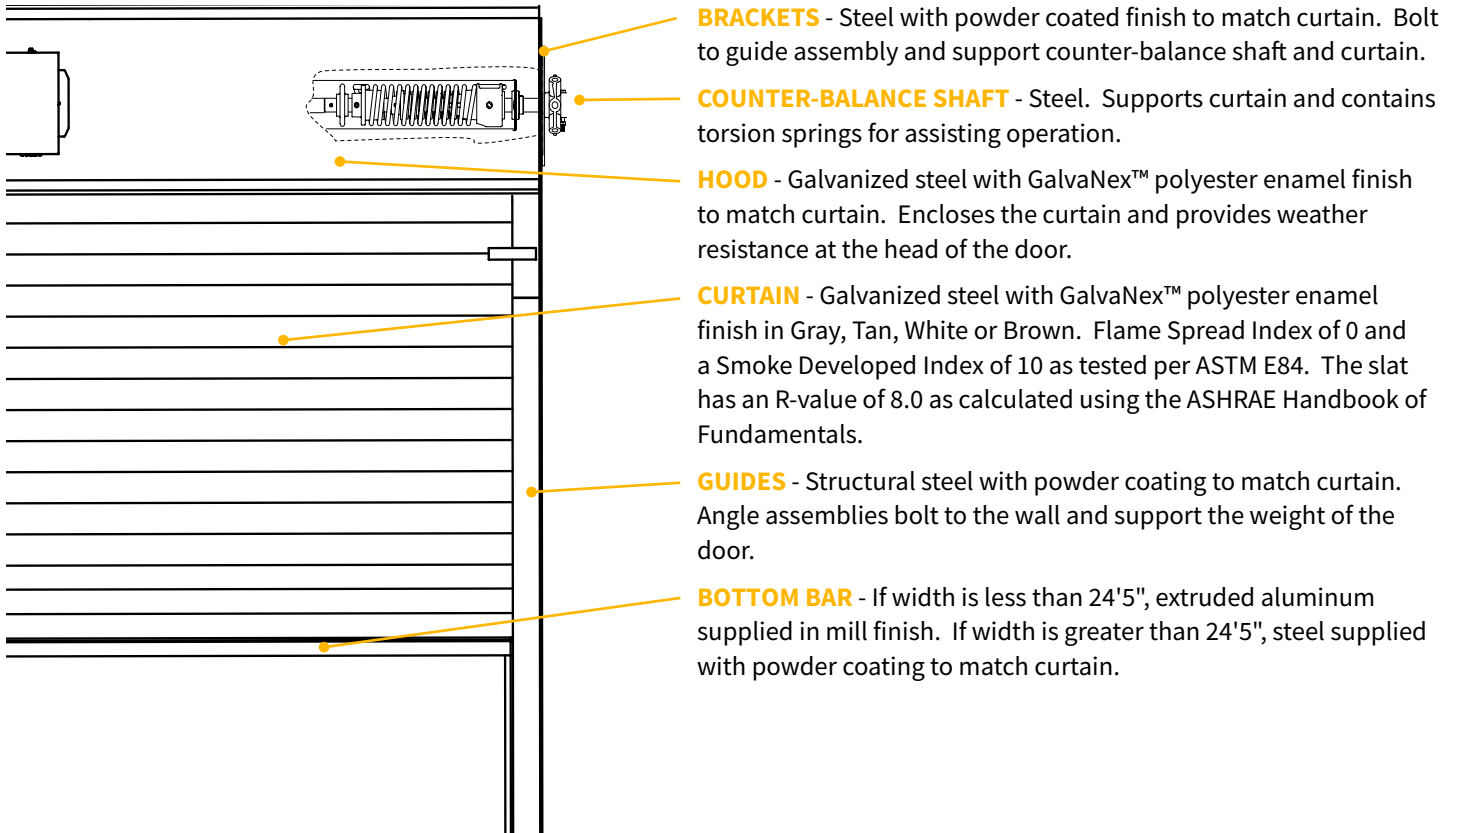 BRACKETS - Steel with powder coated finish to match curtain.  Bolt
to guide assembly and support counter-balance shaft and curtain.
COUNTER-BALANCE SHAFT - Steel.  Supports curtain and contains
torsion springs for assisting operation.
HOOD - Galvanized steel with GalvaNex™ polyester enamel finish
to match curtain.  Encloses the curtain and provides weather
resistance at the head of the door.
CURTAIN - Galvanized steel with GalvaNex™ polyester enamel
finish in Gray, Tan, White or Brown.  Flame Spread Index of 0 and
a Smoke Developed Index of 10 as tested per ASTM E84.  The slat
has an R-value of 8.0 as calculated using the ASHRAE Handbook of
Fundamentals.
GUIDES - Structural steel with powder coating to match curtain.
Angle assemblies bolt to the wall and support the weight of the
door.
BOTTOM BAR - If width is less than 24'5", extruded aluminum
supplied in mill finish.  If width is greater than 24'5", steel supplied
with powder coating to match curtain.